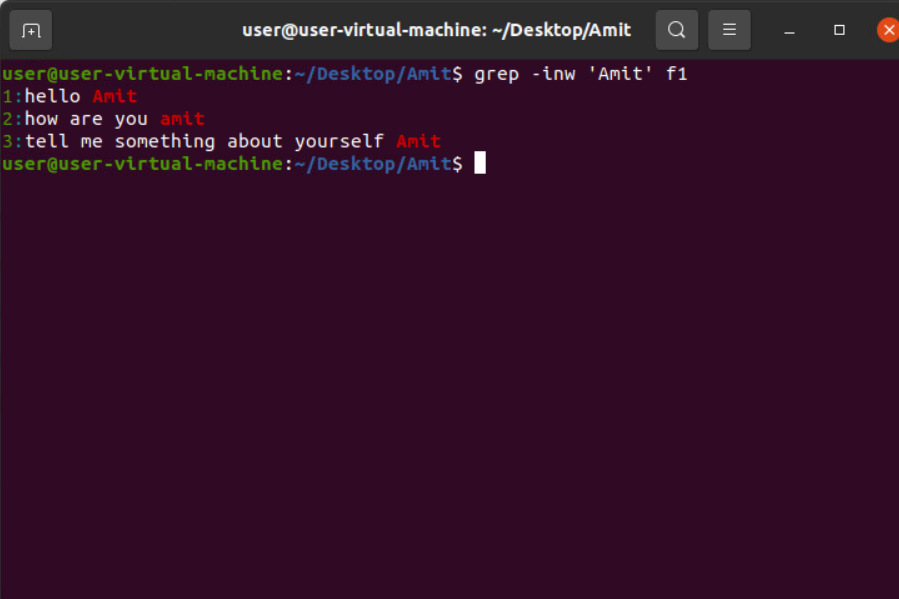 user@user-virtual-machine: ~/Desktop/Amit
user@user-virtual-machine:~/Desktop/Amit$ grep -inw 'Amit' f1
1:hello Amit
2:how are you amit
3:tell me something about yourself Amit
user@user-virtual-machine:~/Desktop/Amit$